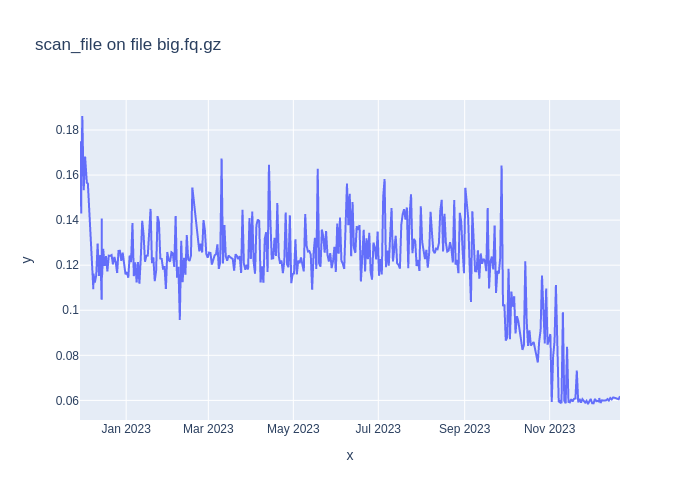 scan_file on file big.fq.gz
0.18
0.16
0.14
0.12
0.1
0.08
0.06
y
Jan 2023
Mar 2023
May 2023
Jul 2023
Sep 2023
Nov 2023
x